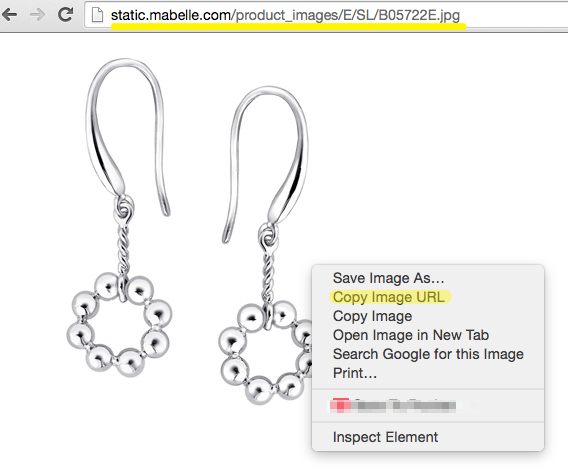 static.mabelle.com/product_images/E/SL/B05722E.jpg
Save Image As…
Copy Image URL
Copy Image
Open Image in New Tab
Search Google for this Image
Print…
Inspect Element